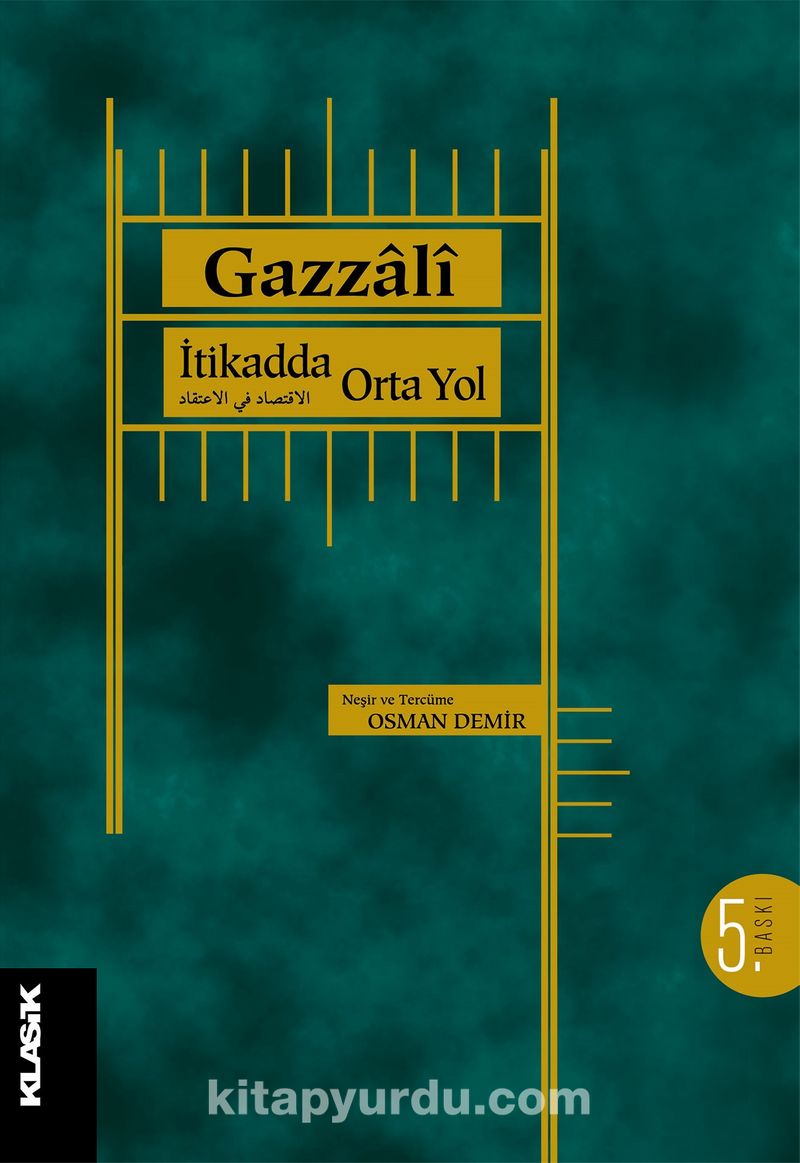 Gazzâlî
İtikadda
Orta Yol
الاقتصاد في الاعتقاد
Neşir ve Tercüme
OSMAN DEMİR
5.
BASKI
KLASİK
kitapyurdu.com